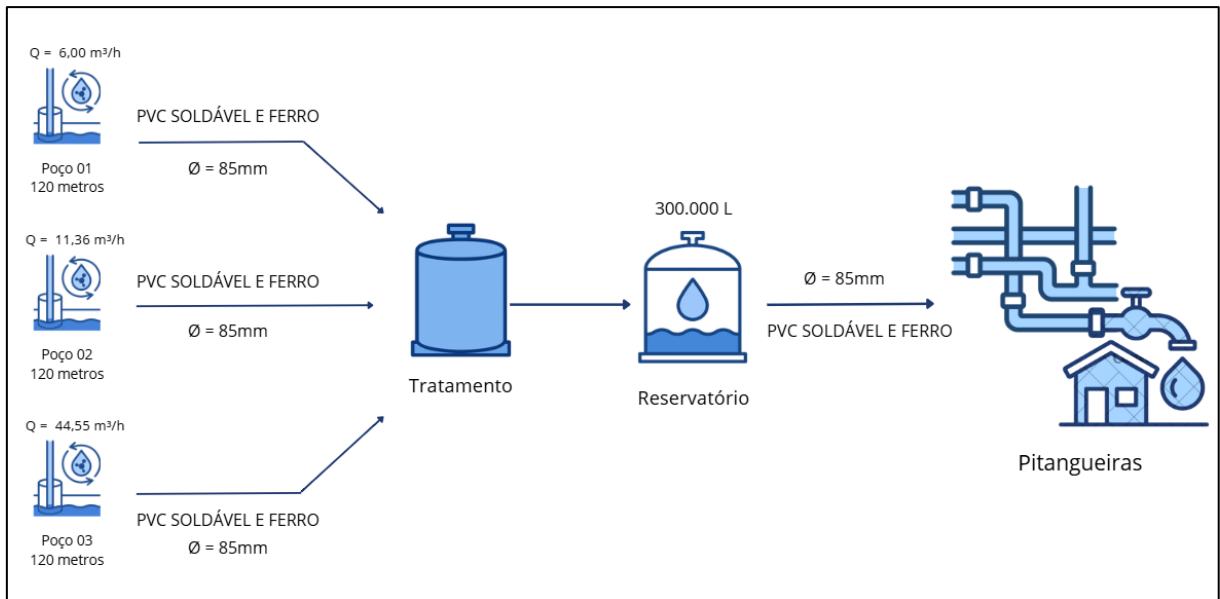 Q = 6,00 m³/h
PVC SOLDÁVEL E FERRO
Ø = 85mm
Poço 01
120 metros
Q = 11,36 m³/h
PVC SOLDÁVEL E FERRO
Ø = 85mm
Poço 02
120 metros
Q = 44,55 m³/h
PVC SOLDÁVEL E FERRO
Ø = 85mm
Poço 03
120 metros
Tratamento
300.000 L
Reservatório
Ø = 85mm
PVC SOLDÁVEL E FERRO
Pitangueiras